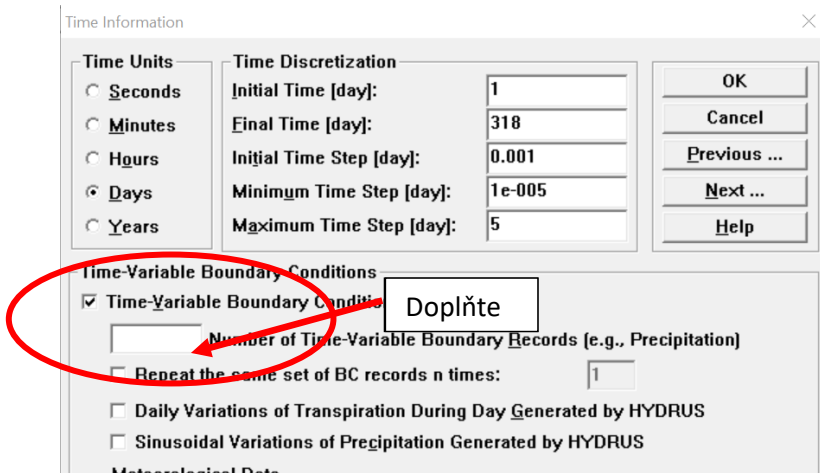 Time Information
Time Units
Seconds
Minutes
Hours
Days
Years
Time Discretization
Initial Time [day]: 1
Final Time [day]: 318
Initial Time Step [day]: 0.001
Minimum Time Step [day]: 1e-005
Maximum Time Step [day]: 5
OK
Cancel
Previous ...
Next ...
Help
Time-Variable Boundary Conditions
Time-Variable Boundary Conditi
Doplňte
Number of Time-Variable Boundary Records (e.g., Precipitation)
Repeat the same set of BC records n times: 1
Daily Variations of Transpiration During Day Generated by HYDRUS
Sinusoidal Variations of Precipitation Generated by HYDRUS
Meteorological Data